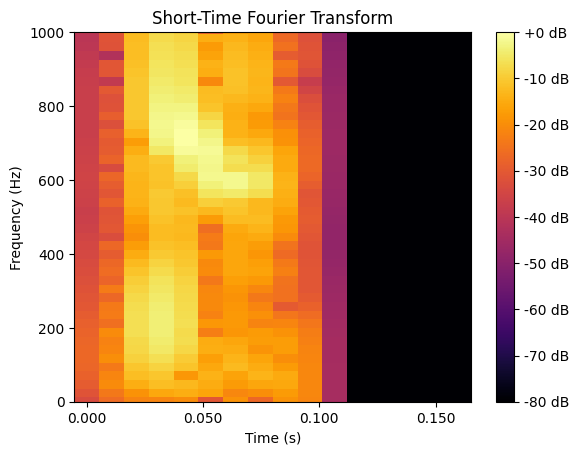 Short-Time Fourier Transform
1000
800
600
400
200
0
Frequency (Hz)
0.000
0.050
0.100
0.150
Time (s)
+0 dB
-10 dB
-20 dB
-30 dB
-40 dB
-50 dB
-60 dB
-70 dB
-80 dB